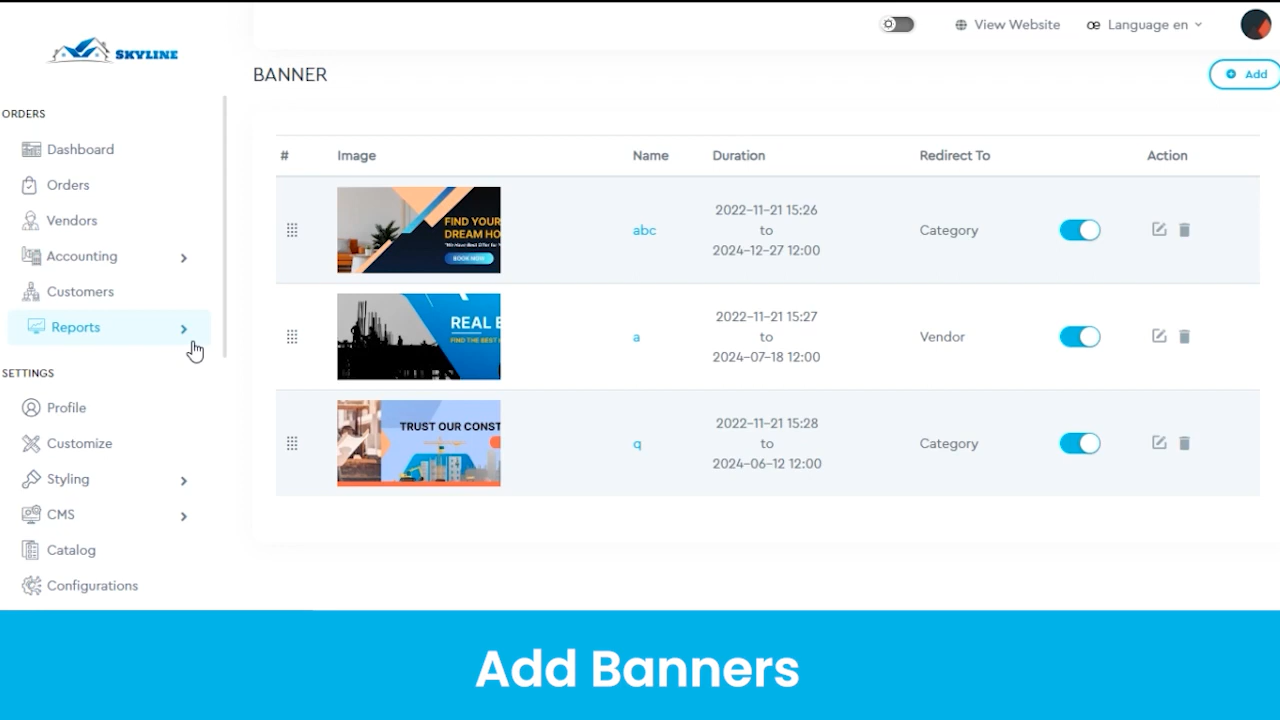 SKYLINE
View Website
œ Language en
BANNER
Add
ORDERS
Dashboard
Orders
Vendors
Accounting
Customers
Reports
SETTINGS
Profile
Customize
Styling
CMS
Catalog
Configurations
# Image Name Duration Redirect To Action
FIND YOUR
DREAM HO
BOOK NOW
abc
2022-11-21 15:26
to
2024-12-27 12:00
Category
REAL E
FIND THE BEST
a
2022-11-21 15:27
to
2024-07-18 12:00
Vendor
TRUST OUR CONST
q
2022-11-21 15:28
to
2024-06-12 12:00
Category
Add Banners